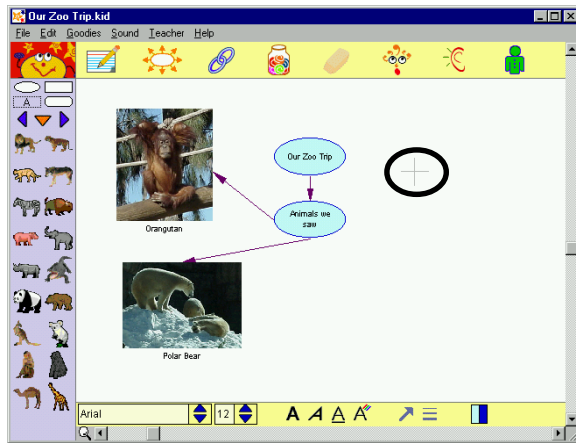 Our Zoo Trip.kid
File Edit Goodies Sound Teacher Help
A
Our Zoo Trip
Animals we
saw
Orangutan
Polar Bear
Arial 12 A A A A